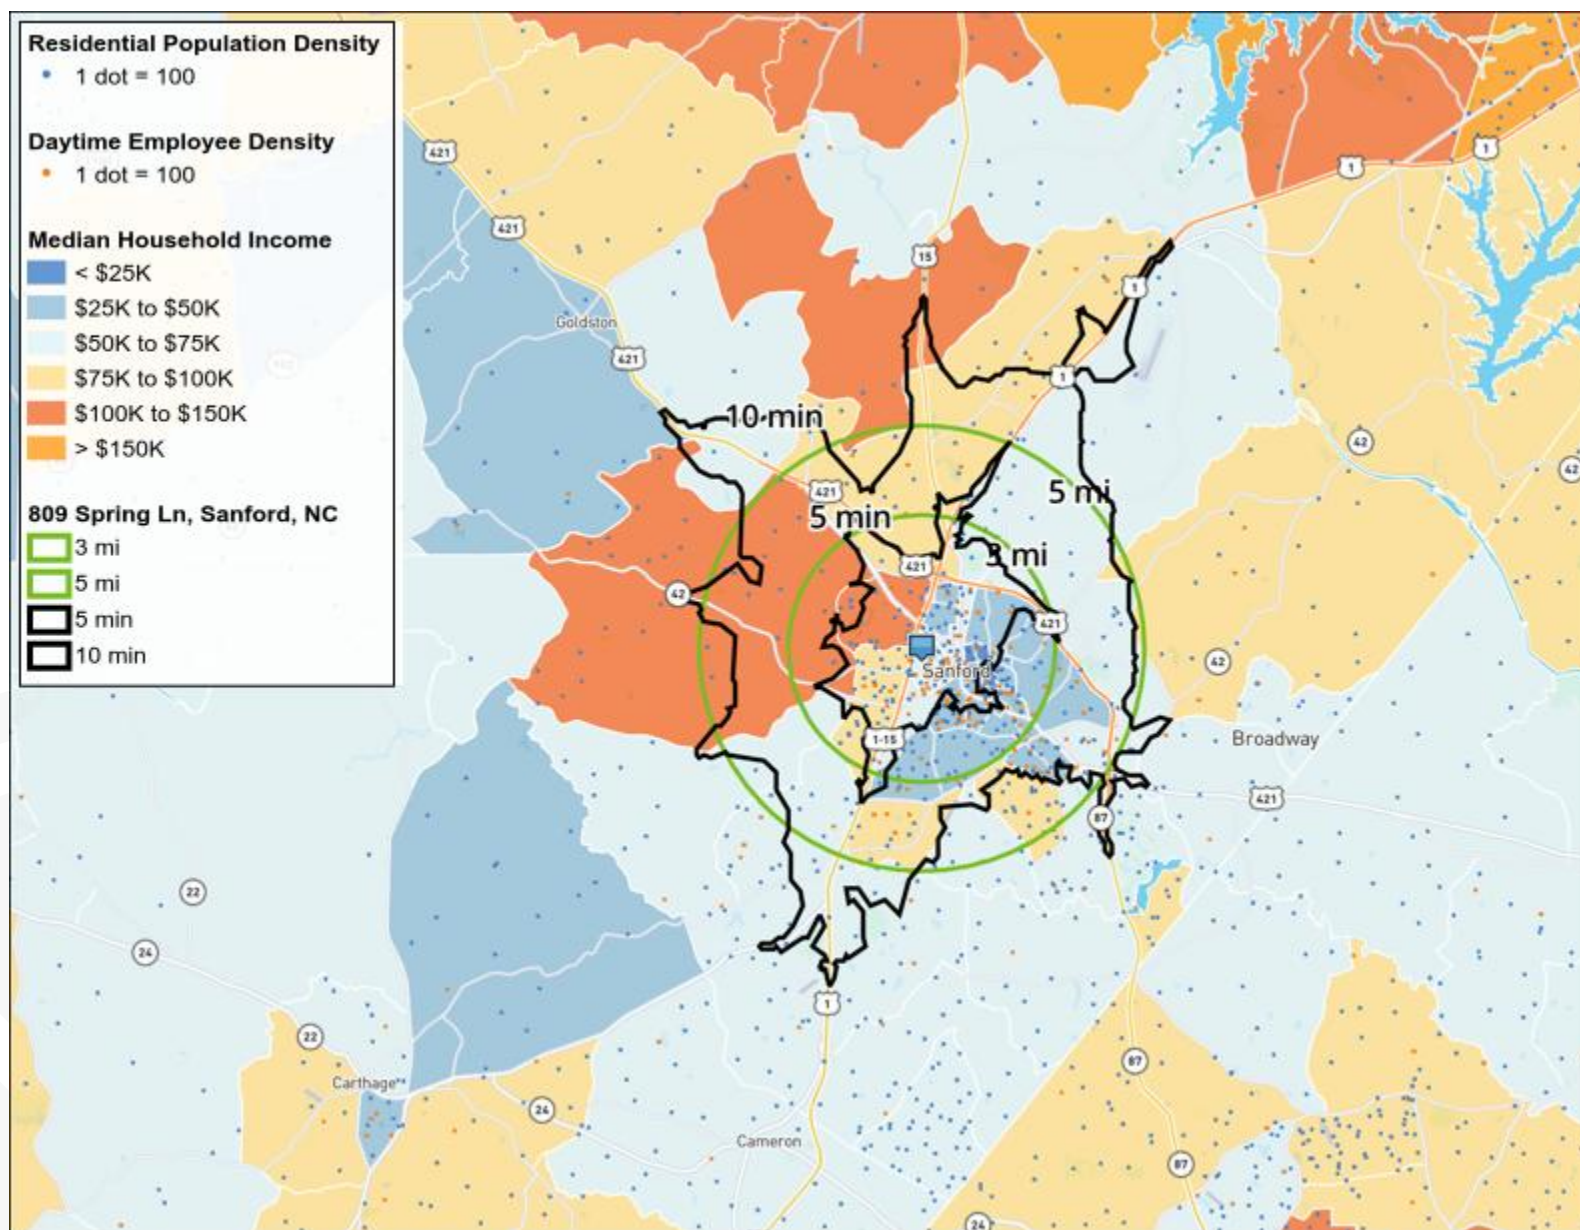 Residential Population Density
1 dot = 100
Daytime Employee Density
1 dot = 100
Median Household Income
< $25K
$25K to $50K
$50K to $75K
$75K to $100K
$100K to $150K
> $150K
809 Spring Ln, Sanford, NC
3 mi
5 mi
5 min
10 min
421
1
1
421
15
1
Goldston
421
1
10 min
42
42
421
5 mi
5 min
3 mi
421
42
421
42
Sanford
1-15
Broadway
421
87
22
24
1
22
87
Carthage
24
Cameron
87
24